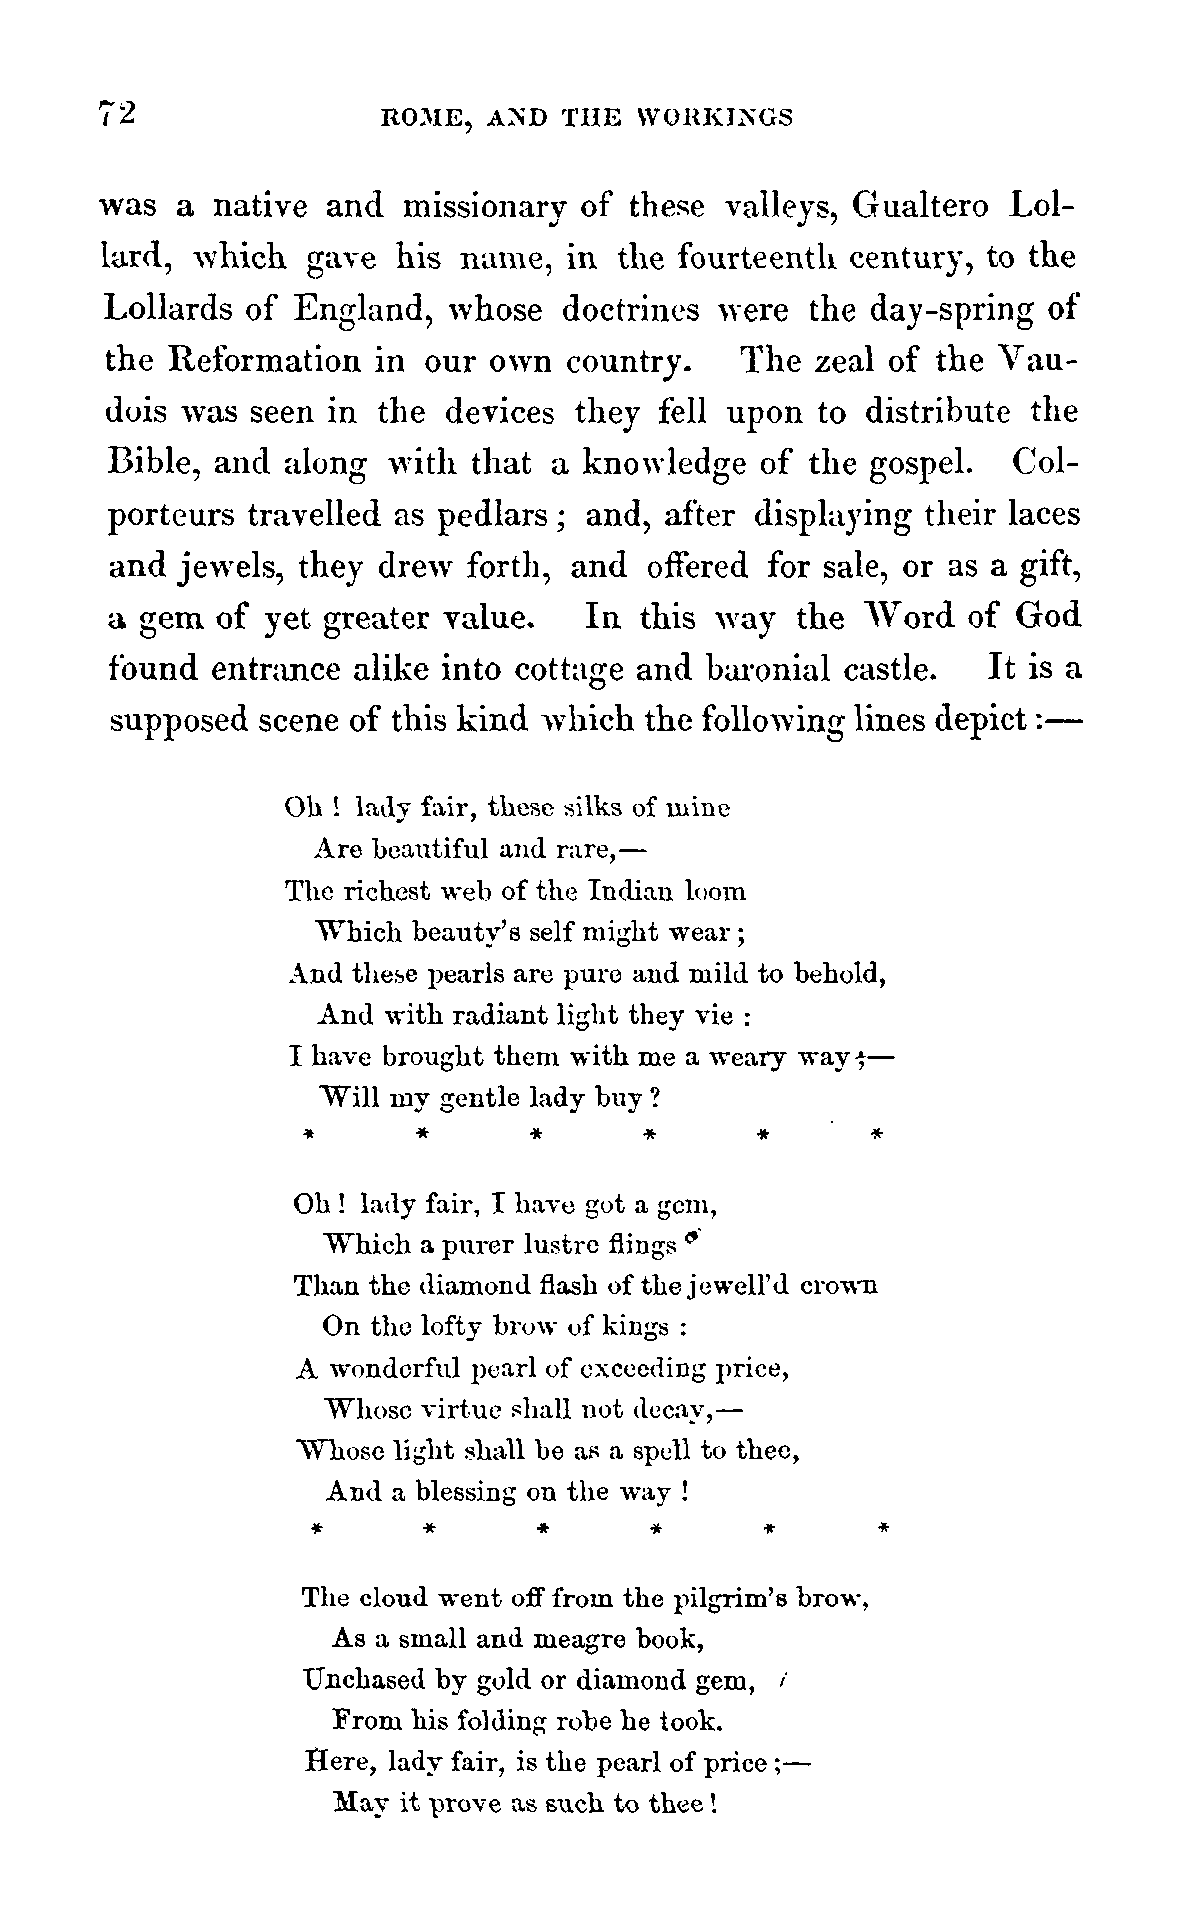 72 ROME, AND THE WORKINGS
was a native and missionary of these valleys, Gualtero Lol-
lard, which gave his name, in the fourteenth century, to the
Lollards of England, whose doctrines were the day-spring of
the Reformation in our own country. The zeal of the Vau-
dois was seen in the devices they fell upon to distribute the
Bible, and along with that a knowledge of the gospel. Col-
porteurs travelled as pedlars; and, after displaying their laces
and jewels, they drew forth, and offered for sale, or as a gift,
a gem of yet greater value. In this way the Word of God
found entrance alike into cottage and baronial castle. It is a
supposed scene of this kind which the following lines depict:—
Oh! lady fair, these silks of mine
Are beautiful and rare,—
The richest web of the Indian loom
Which beauty's self might wear;
And these pearls are pure and mild to behold,
And with radiant light they vie:
I have brought them with me a weary way;—
Will my gentle lady buy?
* * * * * *
Oh! lady fair, I have got a gem,
Which a purer lustre flings
Than the diamond flash of the jewell'd crown
On the lofty brow of kings:
A wonderful pearl of exceeding price,
Whose virtue shall not decay,—
Whose light shall be as a spell to thee,
And a blessing on the way!
* * * * * *
The cloud went off from the pilgrim's brow,
As a small and meagre book,
Unchased by gold or diamond gem,
From his folding robe he took.
Here, lady fair, is the pearl of price;—
May it prove as such to thee!